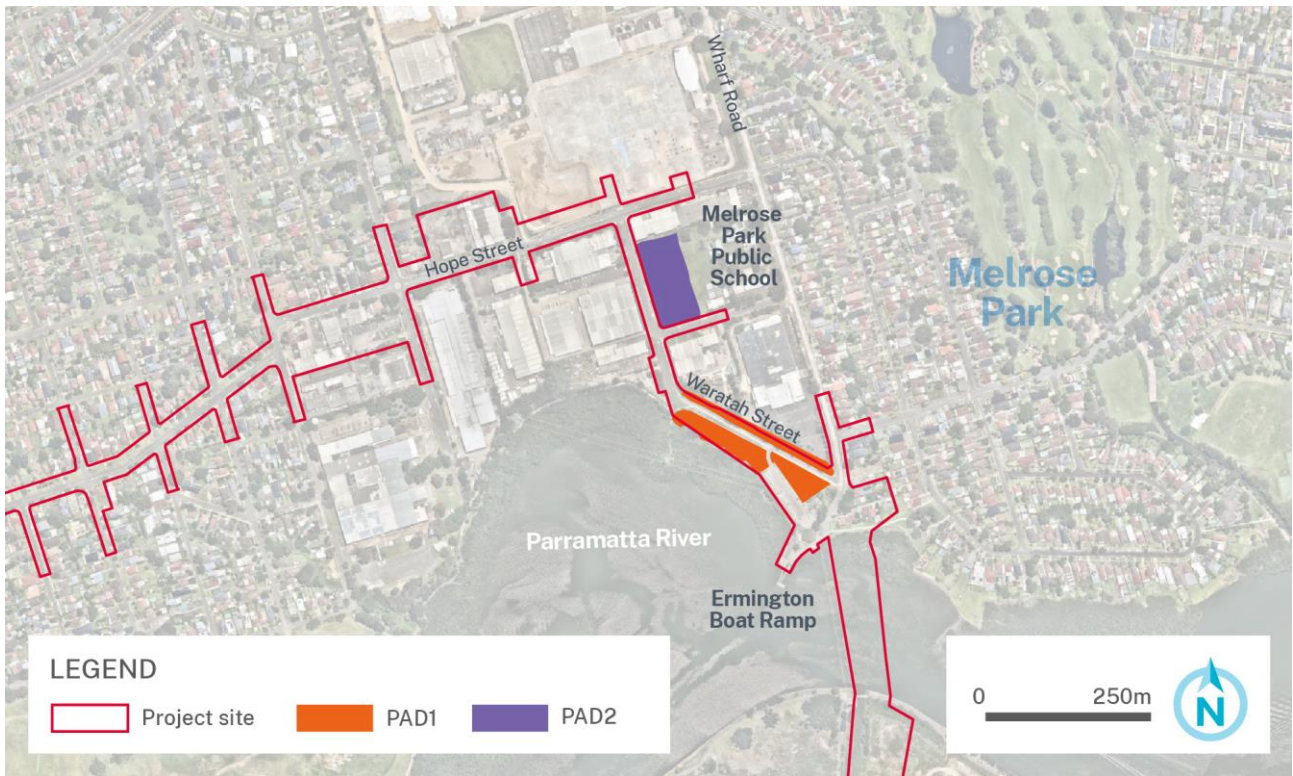 Wharf Road
Melrose
Park
Public
School
Hope Street
Melrose
Park
Waratah Street
Parramatta River
Ermington
Boat Ramp
LEGEND
Project site
PAD1
PAD2
0 250m
N